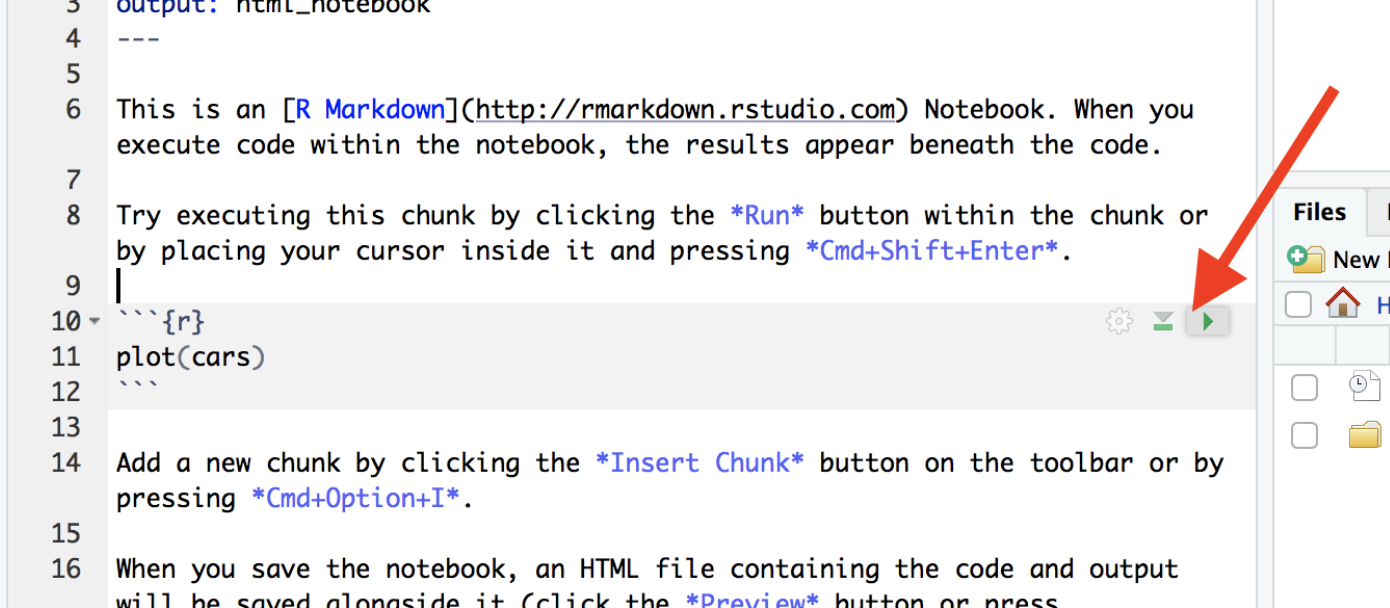 3 output: html_notebook
4 ---
5
6 This is an [R Markdown](http://rmarkdown.rstudio.com) Notebook. When you
execute code within the notebook, the results appear beneath the code.
7
8 Try executing this chunk by clicking the *Run* button within the chunk or
by placing your cursor inside it and pressing *Cmd+Shift+Enter*.
9
10 ```{r}
11 plot(cars)
12 ```
13
14 Add a new chunk by clicking the *Insert Chunk* button on the toolbar or by
pressing *Cmd+Option+I*.
15
16 When you save the notebook, an HTML file containing the code and output
will be saved alongside it (click the *Preview* button or press
Files
New
H